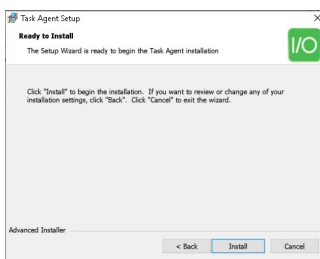 Task Agent Setup
Ready to Install
The Setup Wizard is ready to begin the Task Agent installation
I/O
Click "Install" to begin the installation. If you want to review or change any of your
installation settings, click "Back". Click "Cancel" to exit the wizard.
Advanced Installer
< Back Install Cancel